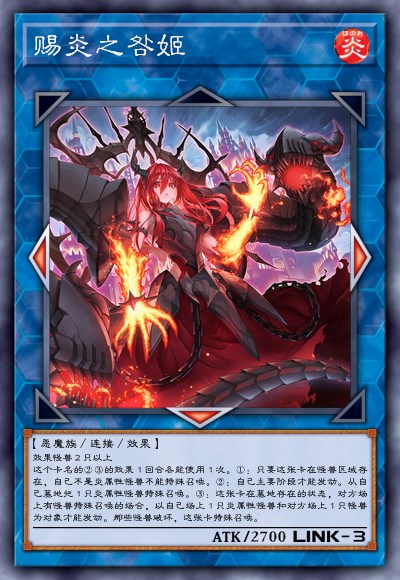 赐炎之咎姬
ほのお
炎
【恶魔族／连接／效果】
效果怪兽2只以上
这个卡名的②③的效果1回合各能使用1次。①：只要这张卡在怪兽区域存
在，自己不是炎属性怪兽不能特殊召唤。②：自己主要阶段才能发动。从自
己墓地把1只炎属性怪兽特殊召唤。③：这张卡在墓地存在的状态，对方场
上有怪兽特殊召唤的场合，以自己场上1只炎属性怪兽和对方场上1只怪兽
为对象才能发动。那些怪兽破坏，这张卡特殊召唤。
ATK/2700 LINK-3